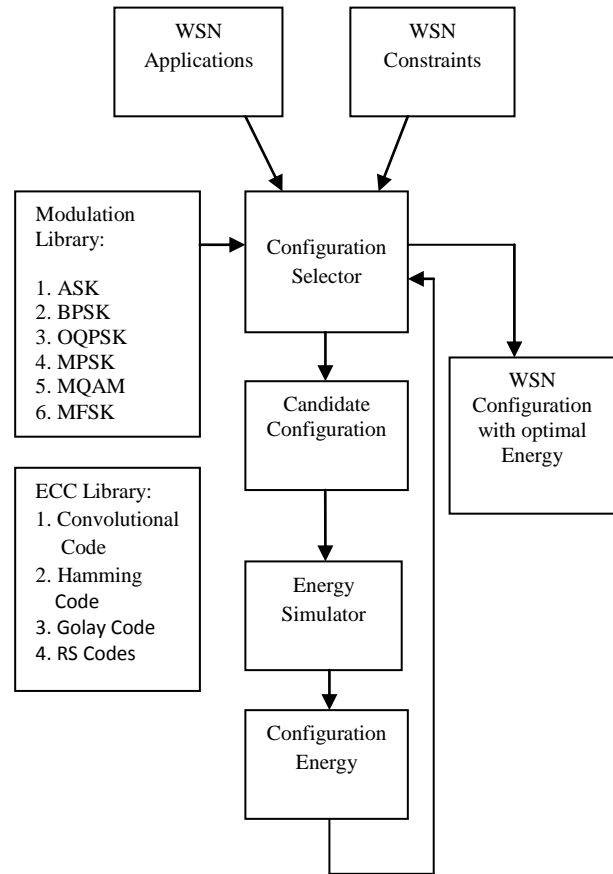 WSN
Applications
WSN
Constraints
Modulation
Library:
1. ASK
2. BPSK
3. OQPSK
4. MPSK
5. MQAM
6. MFSK
Configuration
Selector
WSN
Configuration
with optimal
Energy
Candidate
Configuration
ECC Library:
1. Convolutional
Code
2. Hamming
Code
3. Golay Code
4. RS Codes
Energy
Simulator
Configuration
Energy